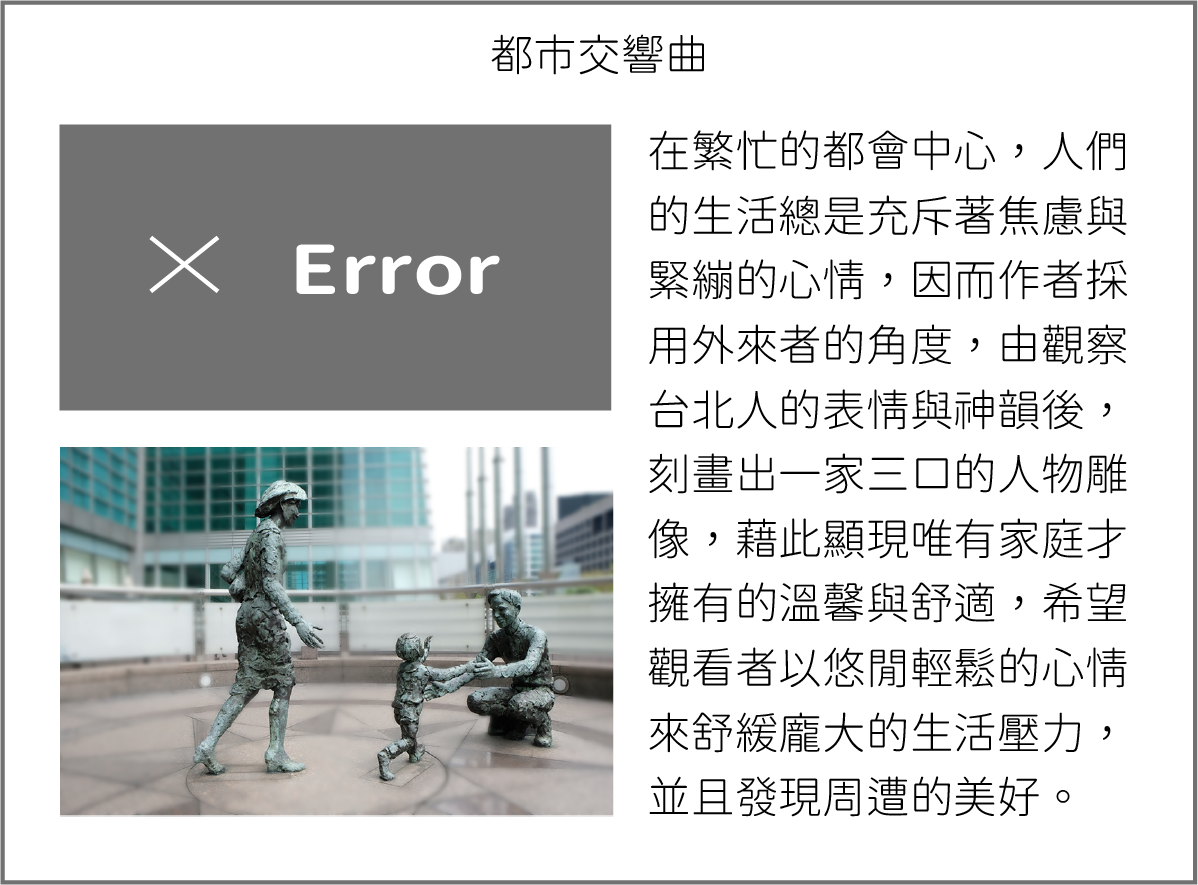 都市交響曲
Error
在繁忙的都會中心，人們
的生活總是充斥著焦慮與
緊繃的心情，因而作者採
用外來者的角度，由觀察
台北人的表情與神韻後，
刻畫出一家三口的人物雕
像，藉此顯現唯有家庭才
擁有的溫馨與舒適，希望
觀看者以悠閒輕鬆的心情
來舒緩龐大的生活壓力，
並且發現周遭的美好。